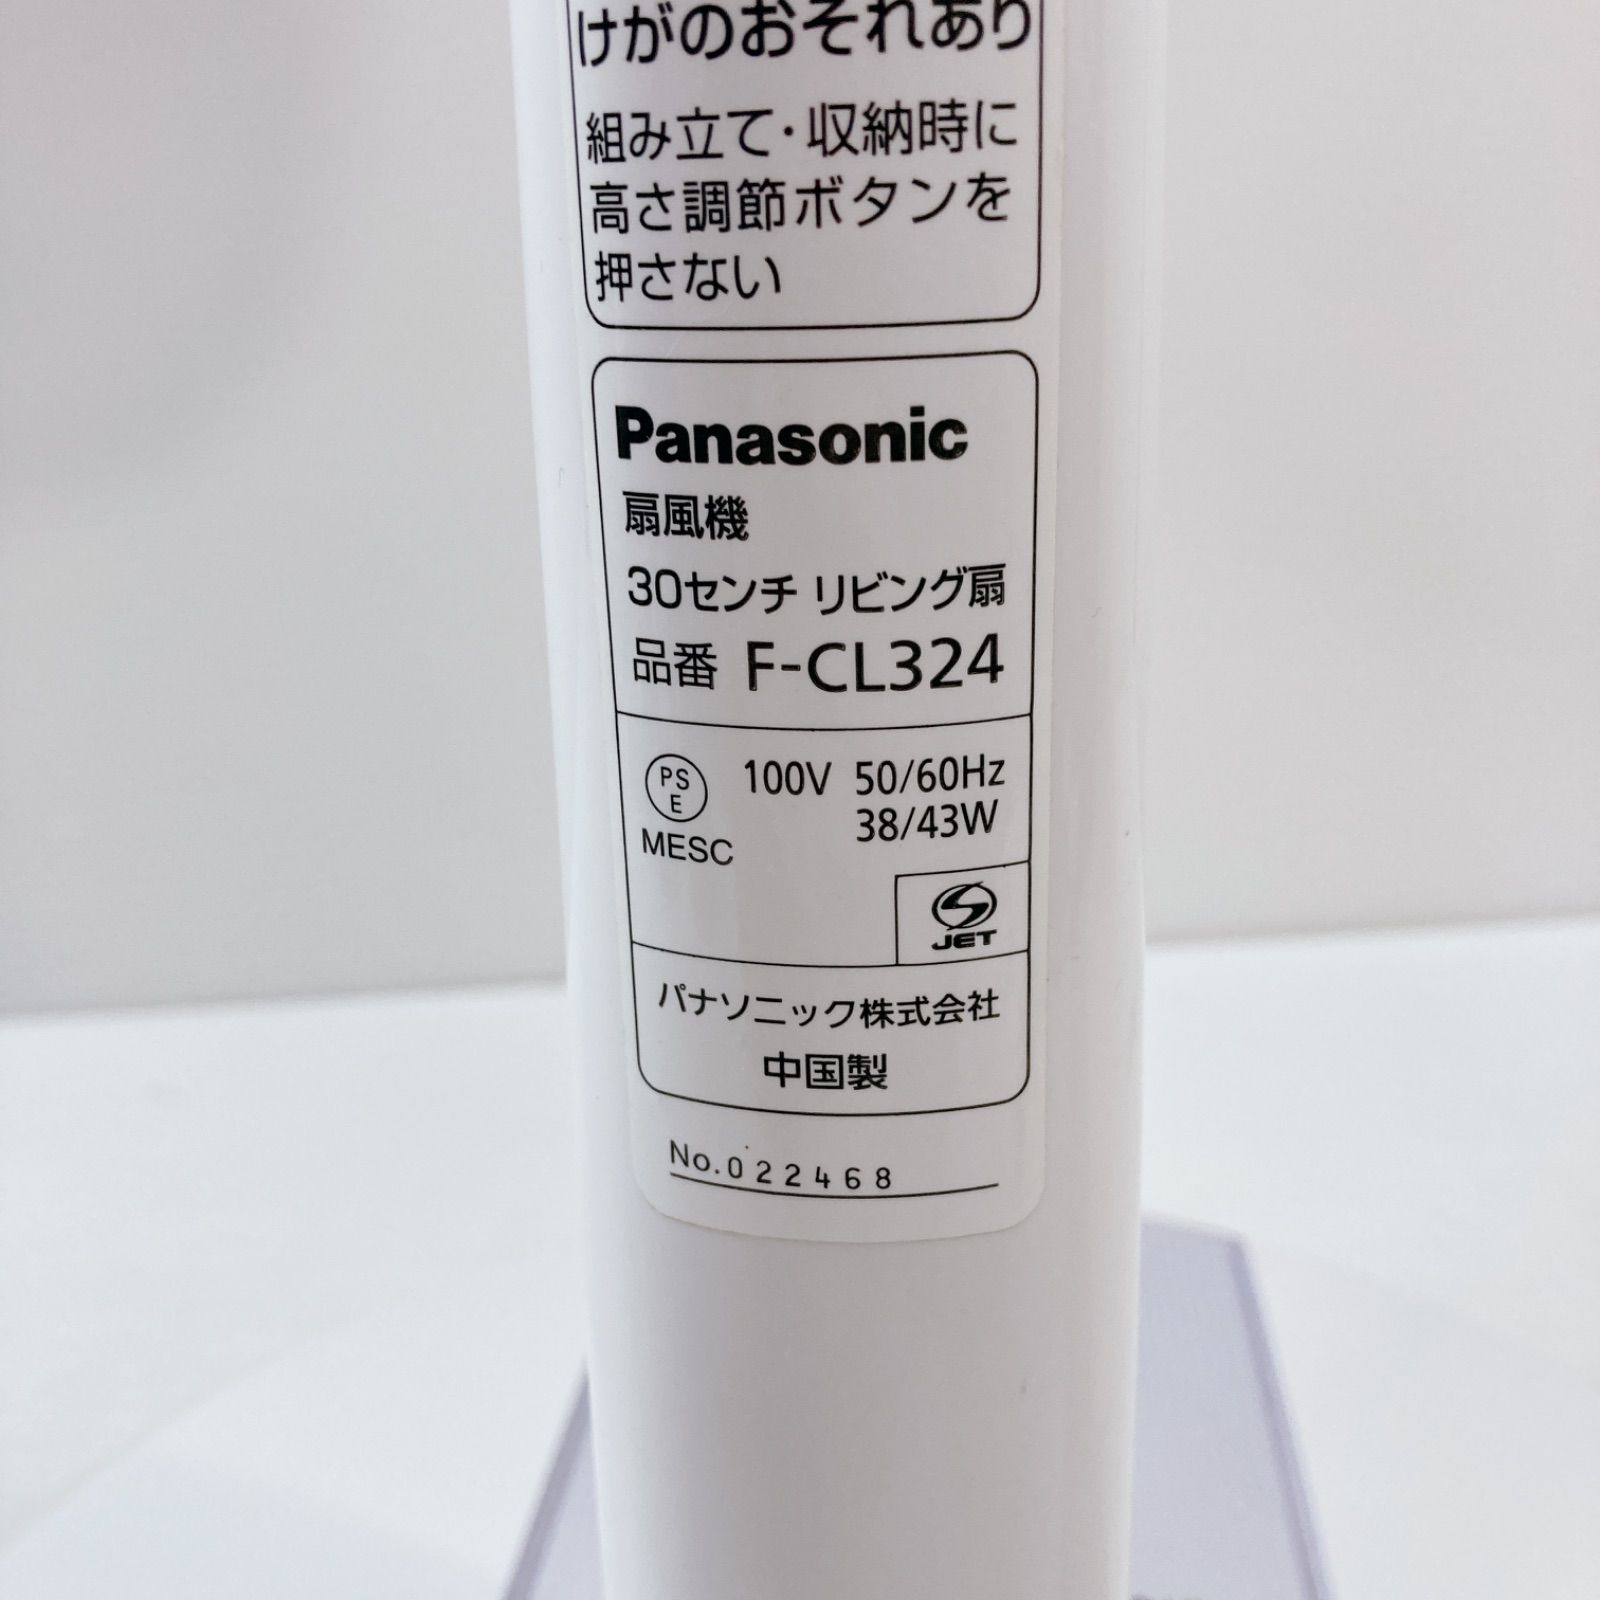 けがのおそれあり
組み立て・収納時に
高さ調節ボタンを
押さない
Panasonic
扇風機
30センチ リビング扇
品番 F-CL324
PS
E
MESC
100V 50/60Hz
38/43W
JET
パナソニック株式会社
中国製
No.022468